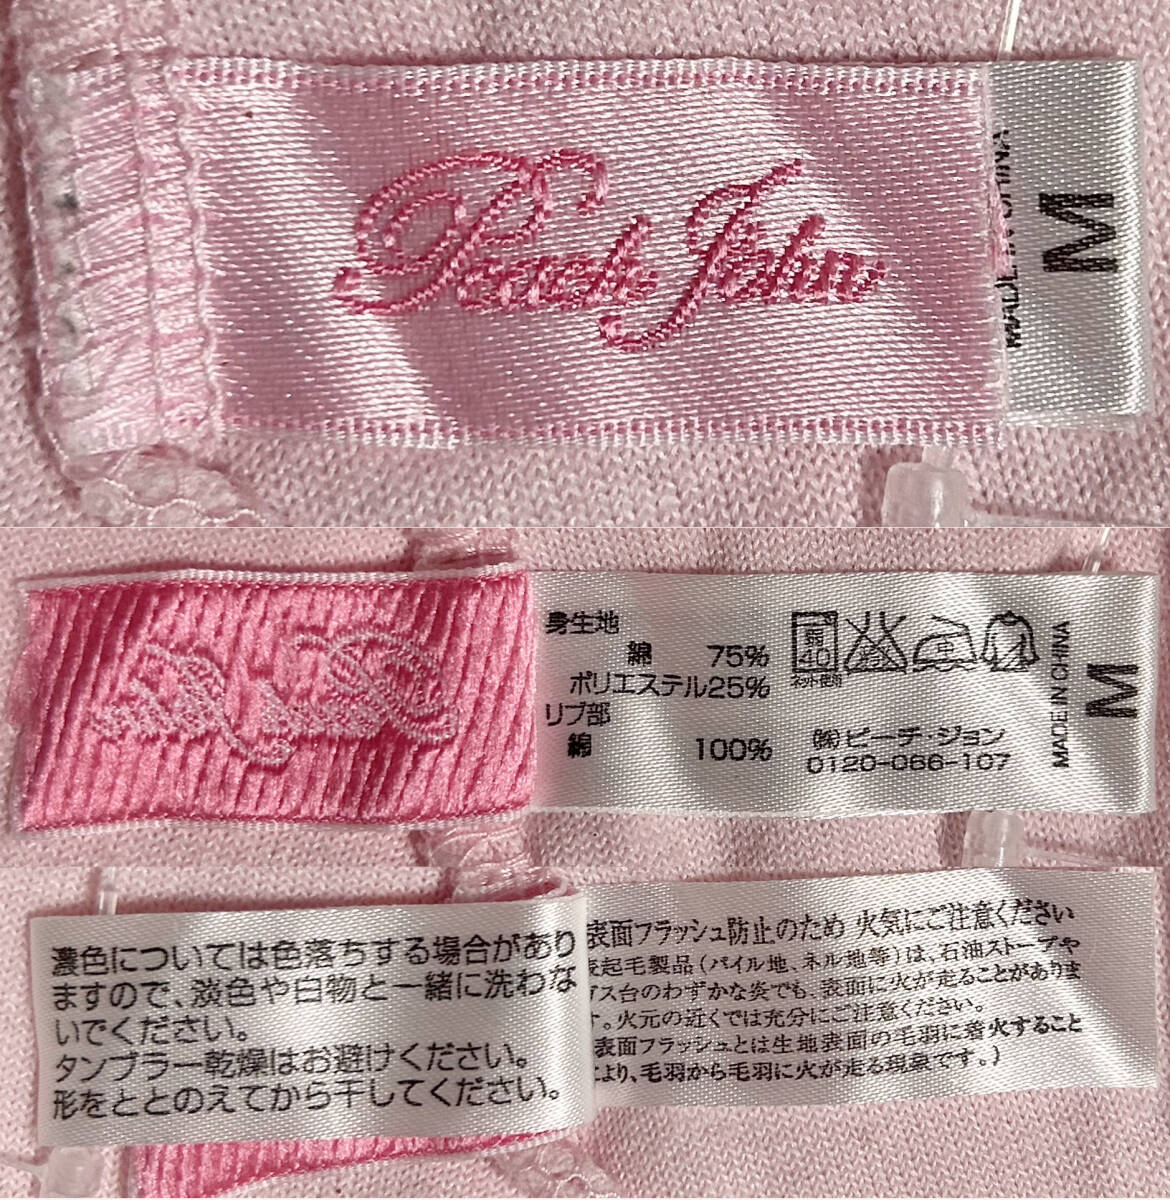 Peach John
MADE IN CHINA
M
身生地
綿 75%
ポリエステル25%
リブ部
綿 100%
40
中
ネット使用
㈱ピーチ・ジョン
0120-066-107
MADE IN CHINA
M
濃色については色落ちする場合があり
ますので、淡色や白物と一緒に洗わな
いでください。
タンブラー乾燥はお避けください。
形をととのえてから干してください。
表面フラッシュ防止のため 火気にご注意ください
起毛製品(パイル地、ネル地等)は、石油ストーブや
ス台のわずかな炎でも、表面に火が走ることがありま
す。火元の近くでは充分にご注意ください。
表面フラッシュとは生地表面の毛羽に着火すること
より、毛羽から毛羽に火が走る現象です。)